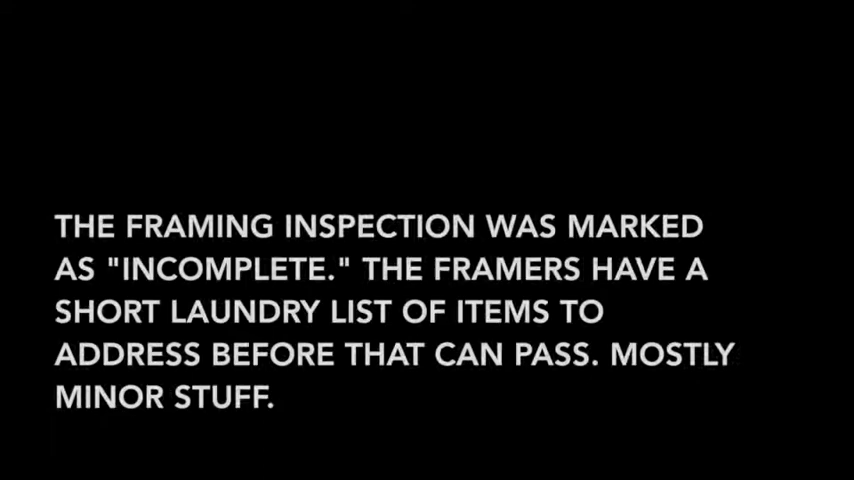 THE FRAMING INSPECTION WAS MARKED
AS "INCOMPLETE." THE FRAMERS HAVE A
SHORT LAUNDRY LIST OF ITEMS TO
ADDRESS BEFORE THAT CAN PASS. MOSTLY
MINOR STUFF.